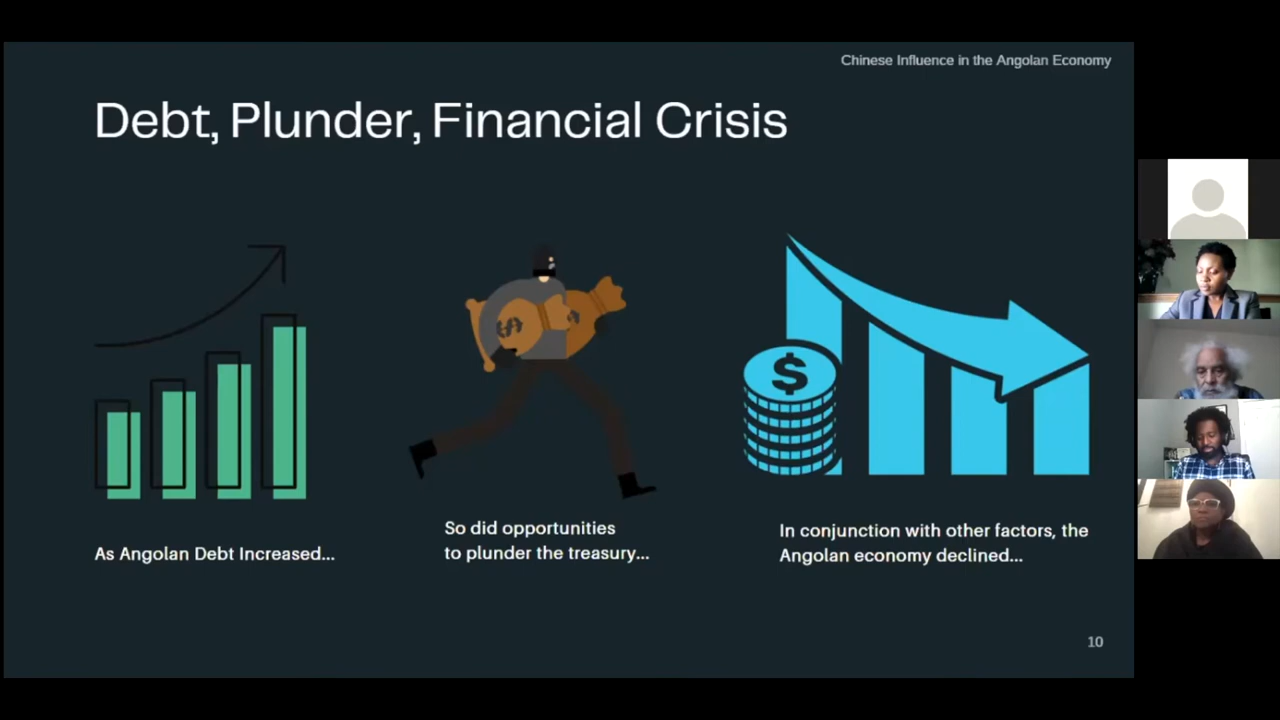 Chinese Influence in the Angolan Economy
Debt, Plunder, Financial Crisis
$
$
As Angolan Debt Increased...
So did opportunities
to plunder the treasury...
In conjunction with other factors, the
Angolan economy declined...
10